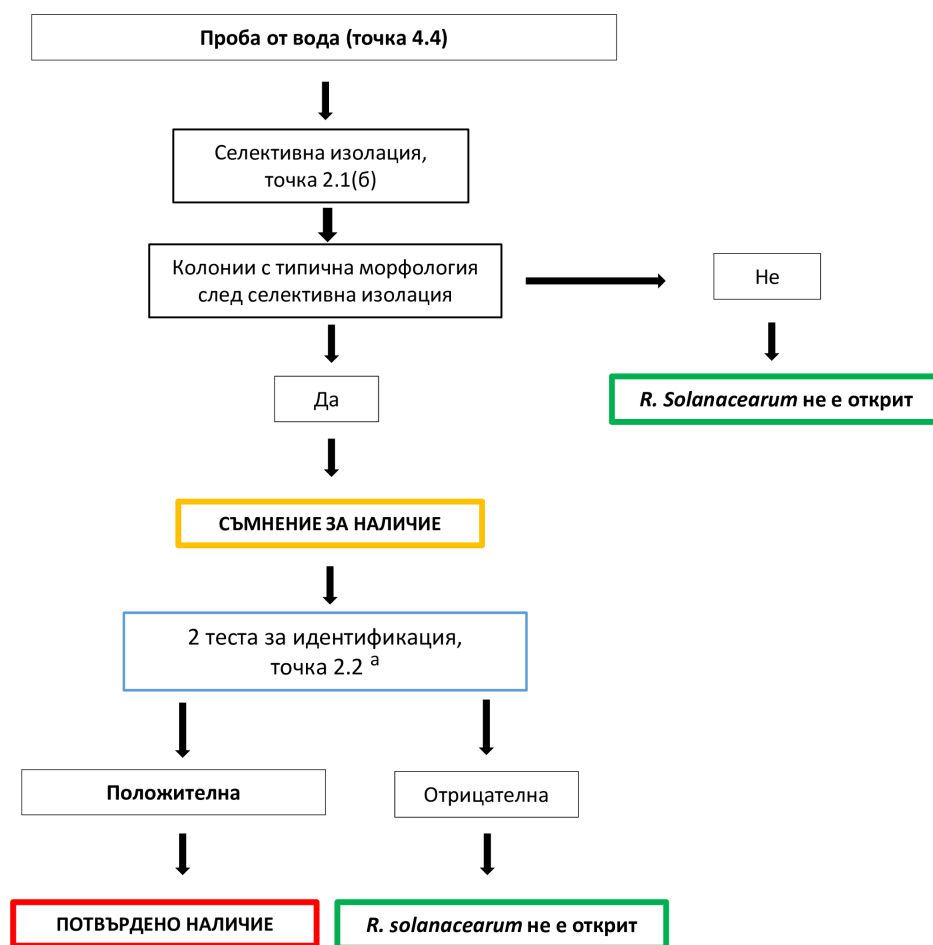 Проба от вода (точка 4.4)
Селективна изолация,
точка 2.1(б)
Колонии с типична морфология
след селективна изолация
Не
Да
R. Solanacearum не е открит
СЪМНЕНИЕ ЗА НАЛИЧИЕ
2 теста за идентификация,
точка 2.2 a
Положителна
Отрицателна
ПОТВЪРДЕНО НАЛИЧИЕ
R. solanacearum не е открит